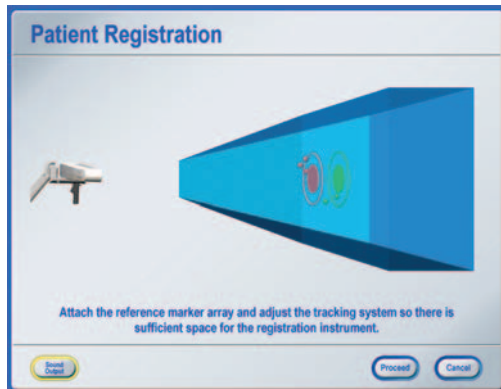 Patient Registration
Attach the reference marker array and adjust the tracking system so there is
sufficient space for the registration instrument.
Sound
Output
Proceed
Cancel